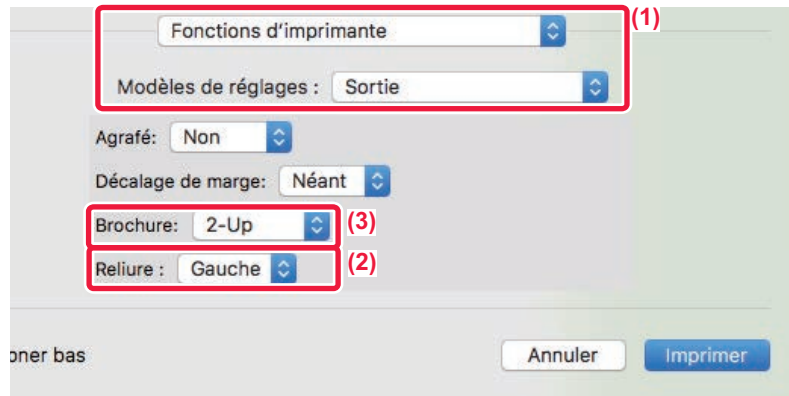 Fonctions d'imprimante (1)
Modèles de réglages : Sortie
Agrafé: Non
Décalage de marge: Néant
Brochure: 2-Up (3)
Reliure : Gauche (2)
oner bas Annuler Imprimer